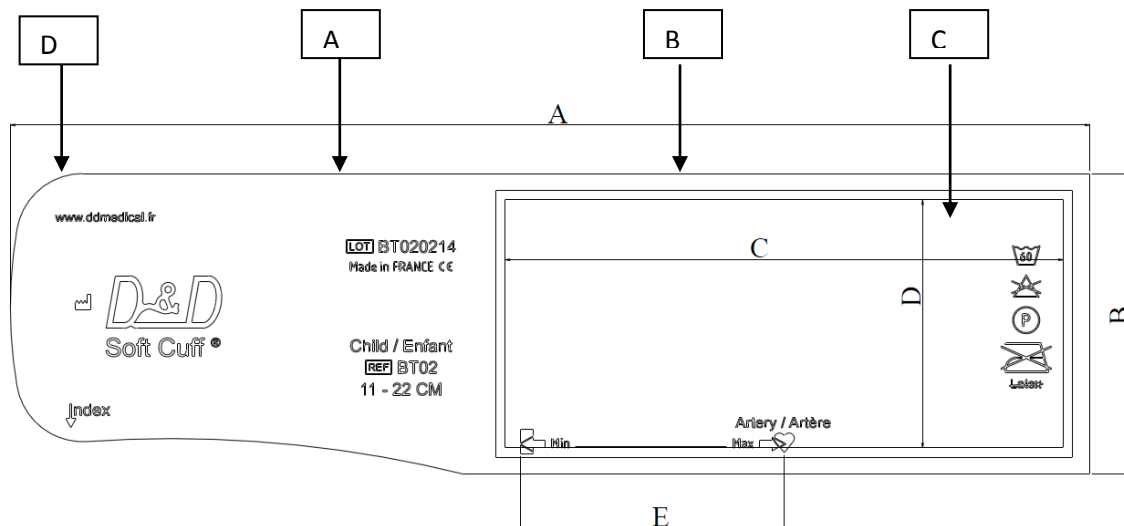 D
A
B
C
A
www.ddmedical.fr
LOT BT020214
Made in FRANCE CE
C
D
B
60
P
D&D
Soft Cuff ®
Child / Enfant
REF BT02
11 - 22 CM
Latex
Index
Artery / Artère
Min
Max
E